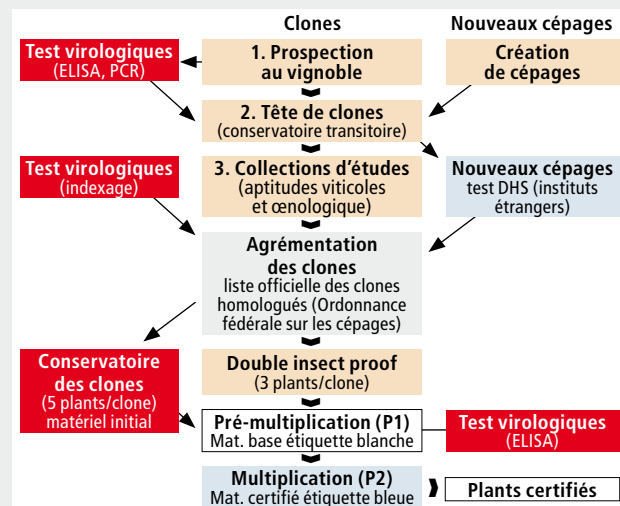 Clones
Nouveaux cépages
Test virologiques
(ELISA, PCR)
1. Prospection
au vignoble
Création
de cépages
2. Tête de clones
(conservatoire transitoire)
Test virologiques
(indexage)
3. Collections d'études
(aptitudes viticoles
et œnologique)
Nouveaux cépages
test DHS (instituts
étrangers)
Agrémentation
des clones
liste officielle des clones
homologués (Ordonnance
fédérale sur les cépages)
Conservatoire
des clones
(5 plants/clone)
matériel initial
Double insect proof
(3 plants/clone)
Pré-multiplication (P1)
Mat. base étiquette blanche
Test virologiques
(ELISA)
Multiplication (P2)
Mat. certifié étiquette bleue
Plants certifiés